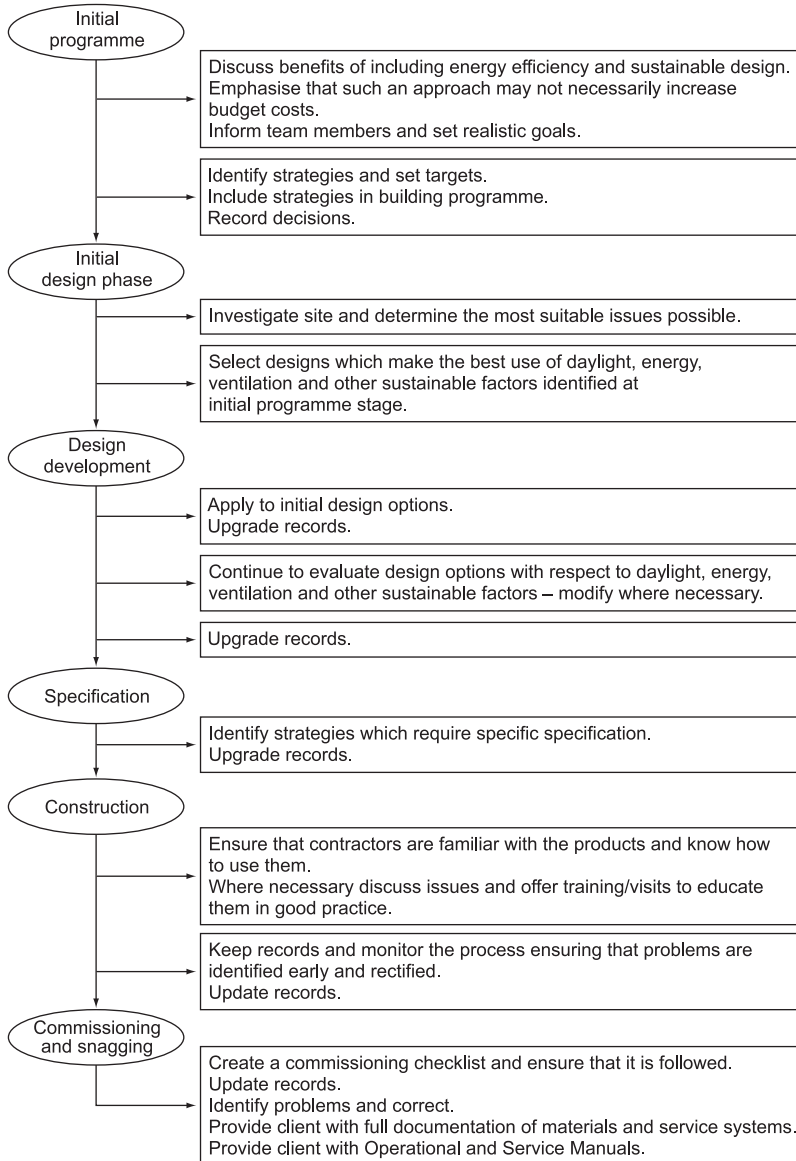 Initial
programme
Discuss benefits of including energy efficiency and sustainable design.
Emphasise that such an approach may not necessarily increase
budget costs.
Inform team members and set realistic goals.
Identify strategies and set targets.
Include strategies in building programme.
Record decisions.
Initial
design phase
Investigate site and determine the most suitable issues possible.
Select designs which make the best use of daylight, energy,
ventilation and other sustainable factors identified at
initial programme stage.
Design
development
Apply to initial design options.
Upgrade records.
Continue to evaluate design options with respect to daylight, energy,
ventilation and other sustainable factors – modify where necessary.
Upgrade records.
Specification
Identify strategies which require specific specification.
Upgrade records.
Construction
Ensure that contractors are familiar with the products and know how
to use them.
Where necessary discuss issues and offer training/visits to educate
them in good practice.
Keep records and monitor the process ensuring that problems are
identified early and rectified.
Update records.
Commissioning
and snagging
Create a commissioning checklist and ensure that it is followed.
Update records.
Identify problems and correct.
Provide client with full documentation of materials and service systems.
Provide client with Operational and Service Manuals.